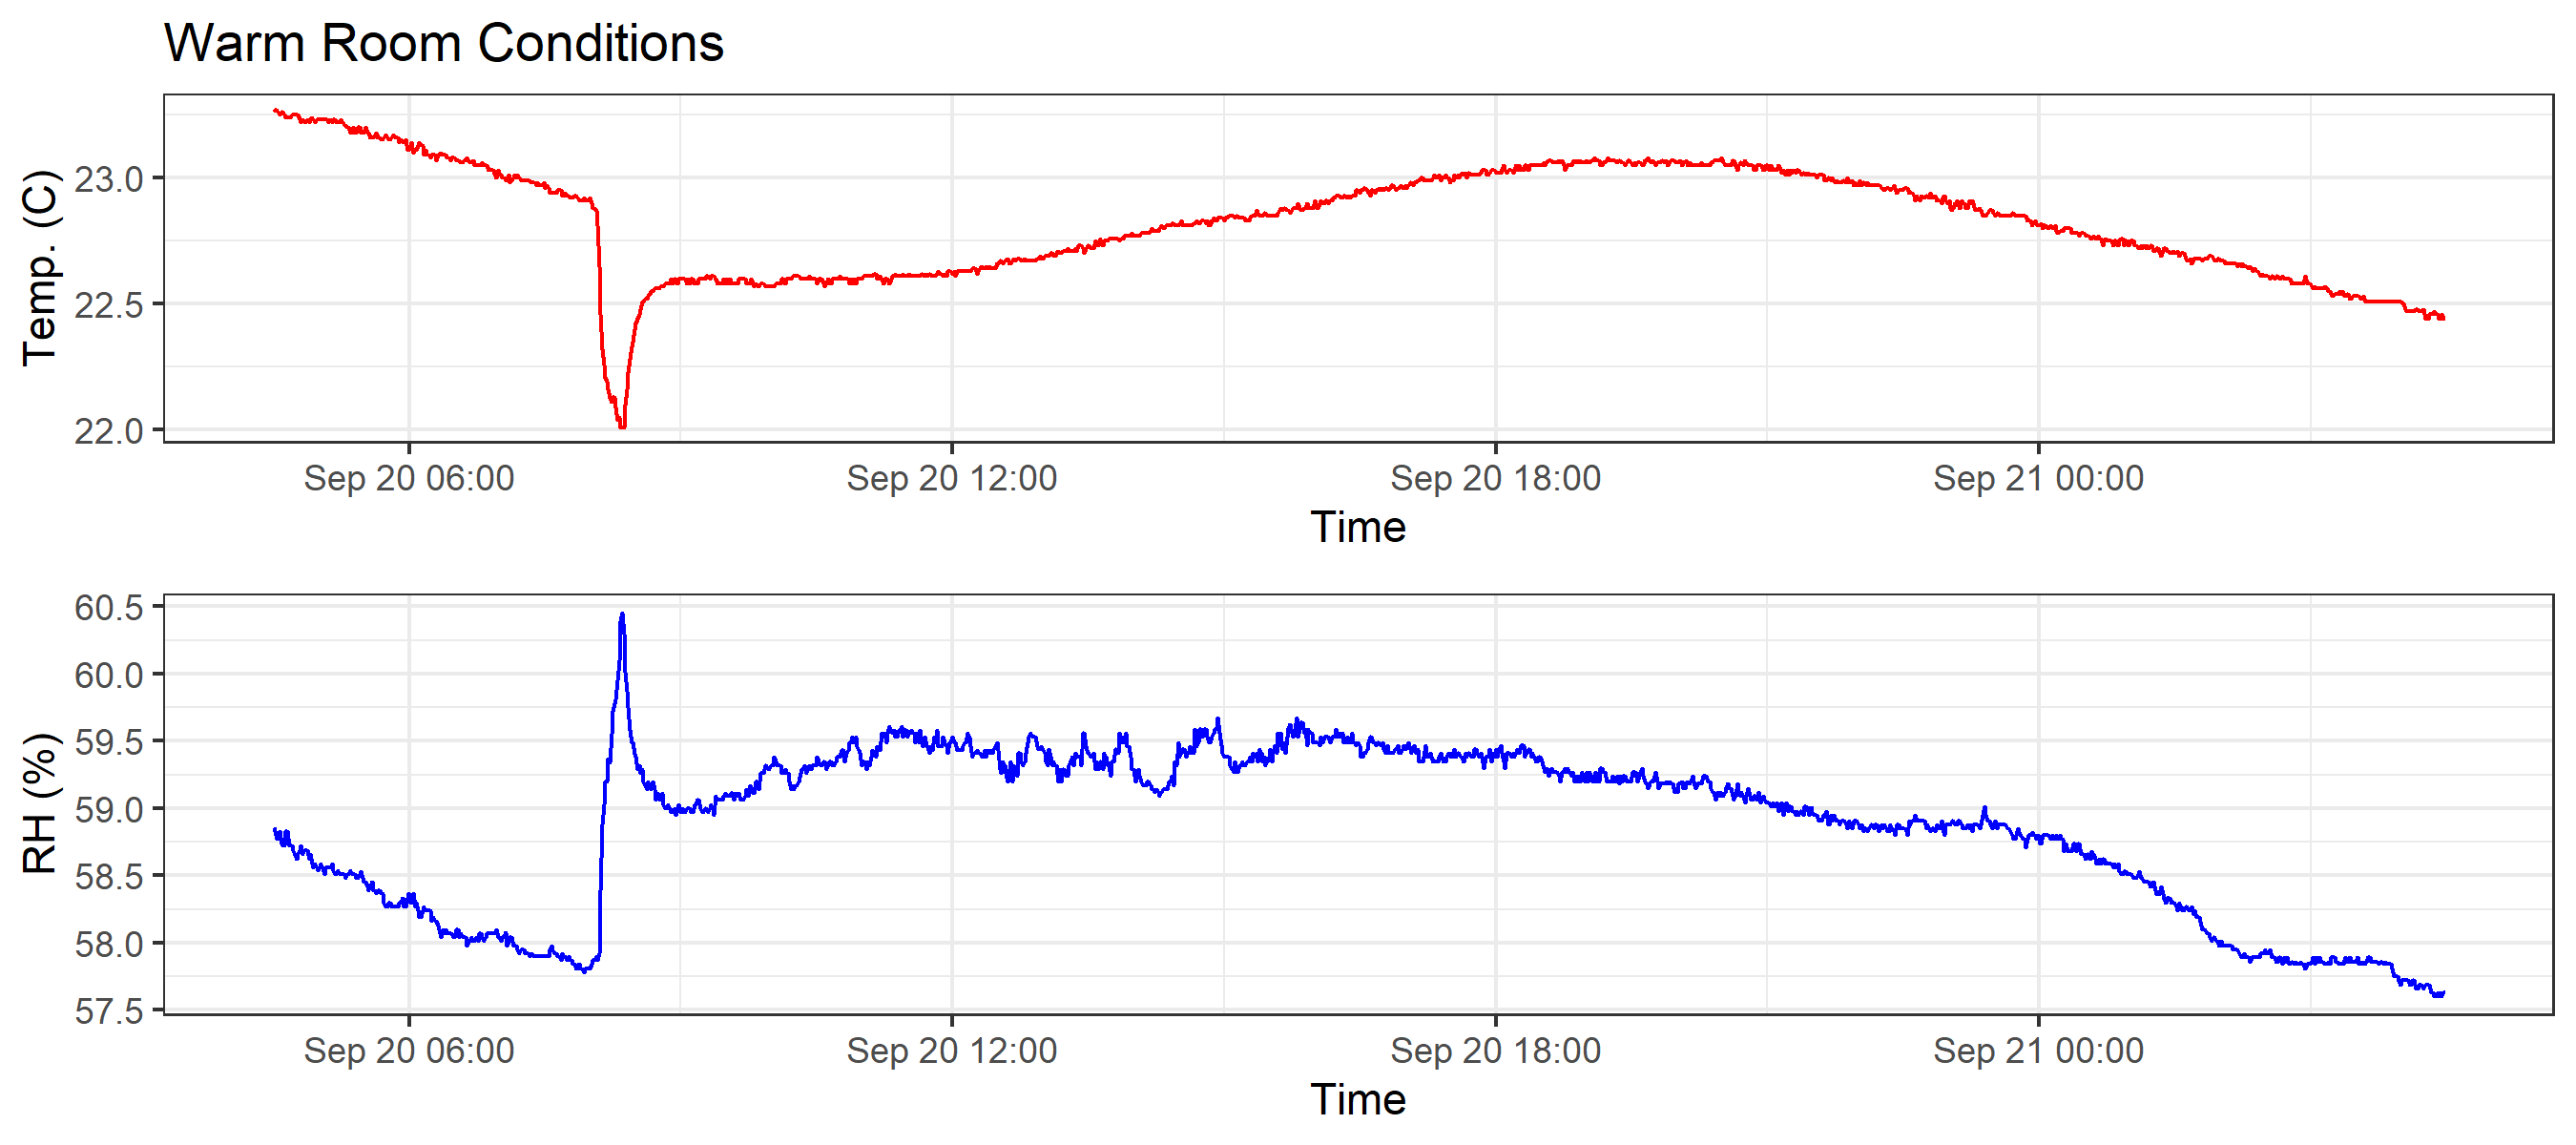 Warm Room Conditions
Temp. (C)
23.0
22.5
22.0
Sep 20 06:00 Sep 20 12:00 Sep 20 18:00 Sep 21 00:00
Time
RH (%)
60.5
60.0
59.5
59.0
58.5
58.0
57.5
Sep 20 06:00 Sep 20 12:00 Sep 20 18:00 Sep 21 00:00
Time